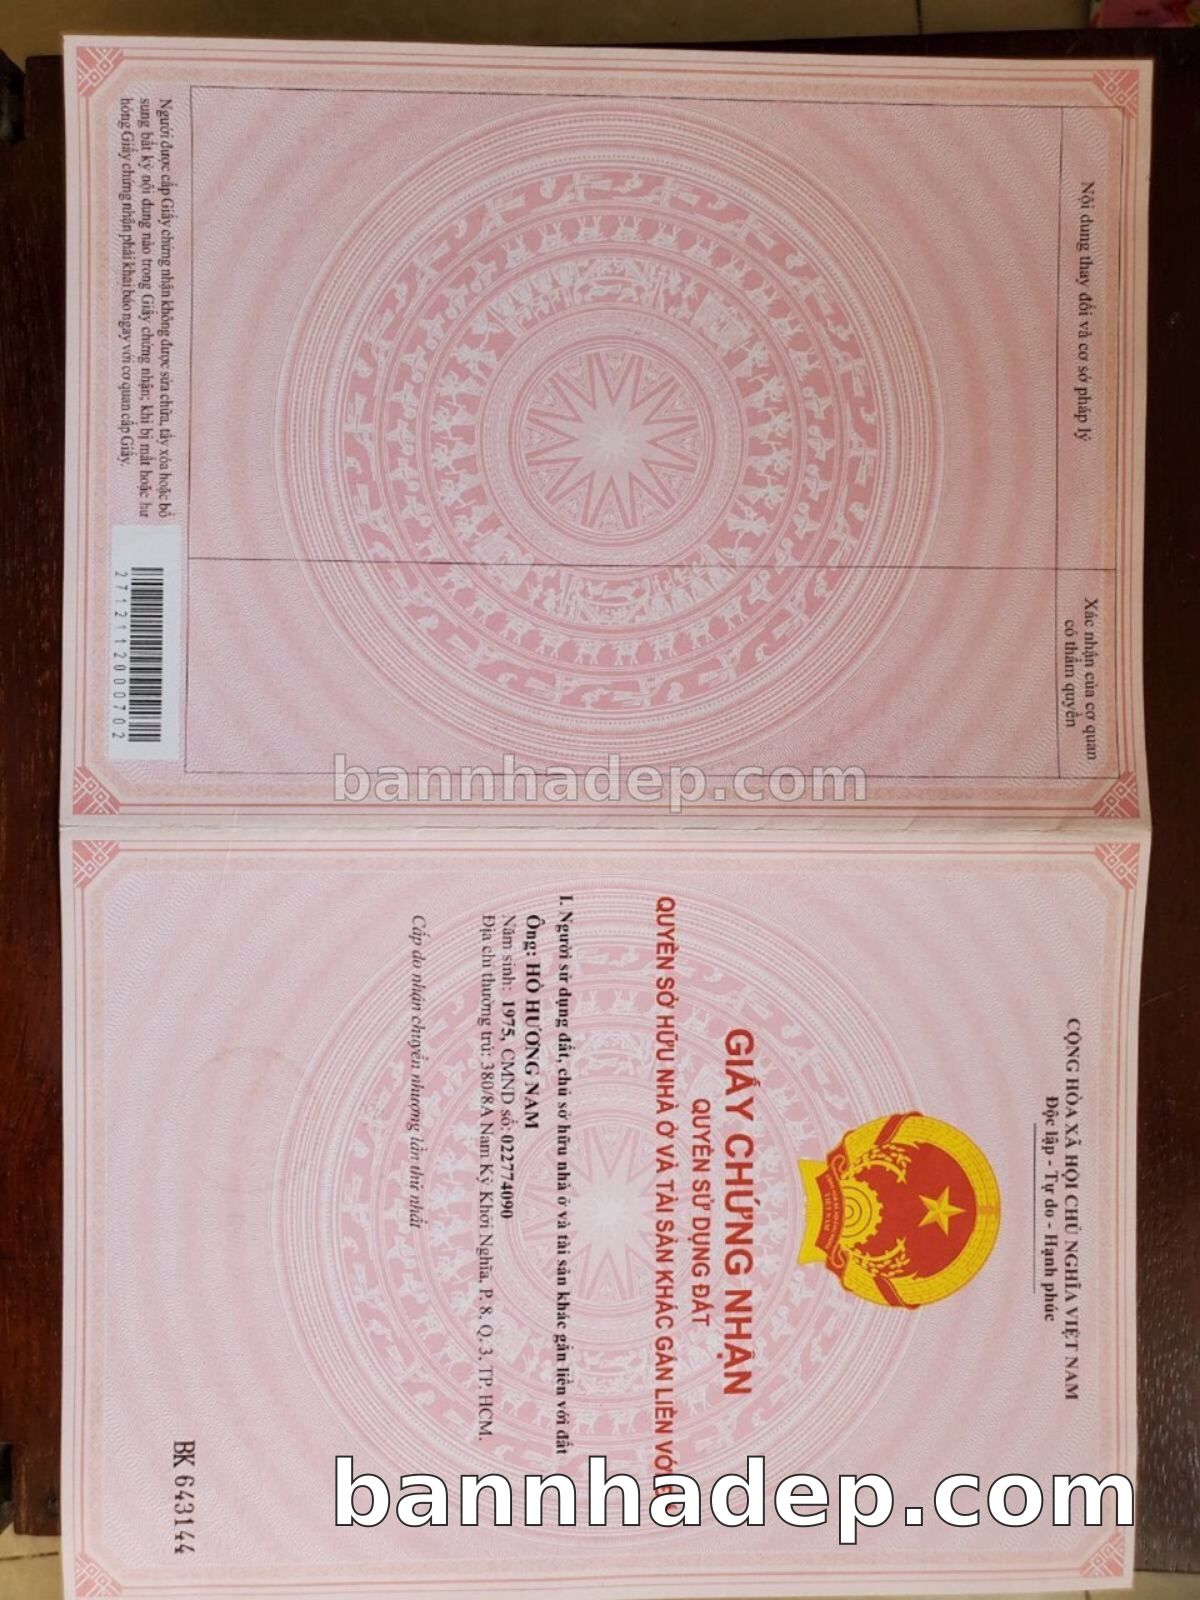 Nội dung thay đổi và cơ sở pháp lý
Xác nhận của cơ quan
có thẩm quyền
Người được cấp Giấy chứng nhận không được sửa chữa, tẩy xóa hoặc bổ
sung bất kỳ nội dung nào trong Giấy chứng nhận; khi bị mất hoặc hư
hỏng Giấy chứng nhận phải khai báo ngay với cơ quan cấp Giấy.
2712112000702
bannhadep.com
CỘNG HÒA XÃ HỘI CHỦ NGHĨA VIỆT NAM
Độc lập - Tự do - Hạnh phúc
GIẤY CHỨNG NHẬN
QUYỀN SỬ DỤNG ĐẤT
QUYỀN SỞ HỮU NHÀ Ở VÀ TÀI SẢN KHÁC GẮN LIỀN VỚI
I. Người sử dụng đất, chủ sở hữu nhà ở và tài sản khác gắn liền với đất
Ông: HỒ HƯƠNG NAM
Năm sinh: 1975, CMND số: 022774090
Địa chỉ thường trú: 380/8A Nam Kỳ Khởi Nghĩa, P. 8, Q. 3, TP. HCM.
Cấp do nhận chuyển nhượng lần thứ nhất
BK 643144
bannhadep.com